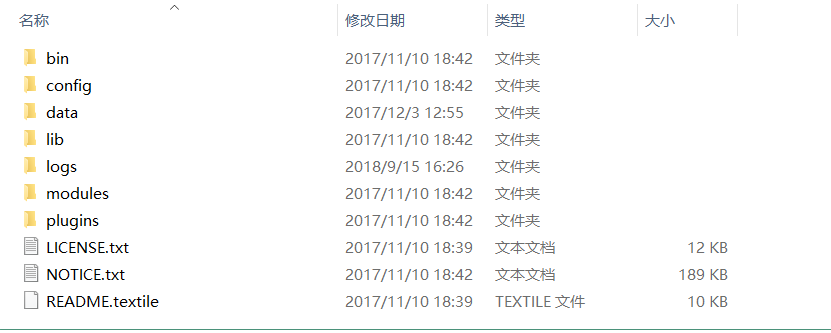 名称 修改日期 类型 大小
bin 2017/11/10 18:42 文件夹
config 2017/11/10 18:42 文件夹
data 2017/12/3 12:55 文件夹
lib 2017/11/10 18:42 文件夹
logs 2018/9/15 16:26 文件夹
modules 2017/11/10 18:42 文件夹
plugins 2017/11/10 18:42 文件夹
LICENSE.txt 2017/11/10 18:39 文本文档 12 KB
NOTICE.txt 2017/11/10 18:42 文本文档 189 KB
README.textile 2017/11/10 18:39 TEXTILE 文件 10 KB